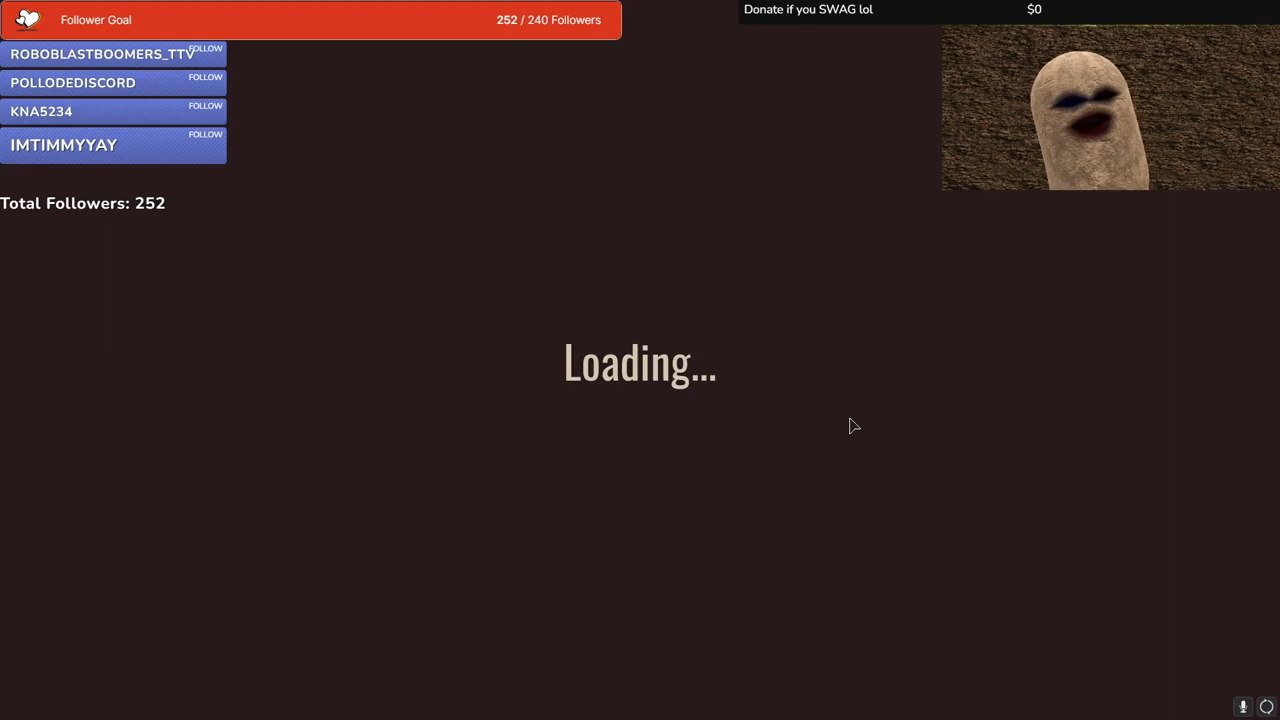 Follower Goal
252 / 240 Followers
Donate if you SWAG lol
$0
ROBOBLASTBOOMERS_TTV
FOLLOW
POLLODEDISCORD
FOLLOW
KNA5234
FOLLOW
IMTIMMYYAY
FOLLOW
Total Followers: 252
Loading...